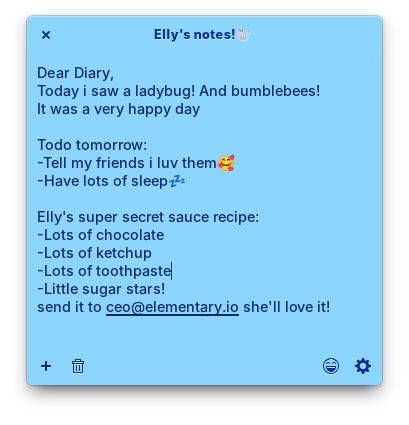 Elly's notes!🐘
Dear Diary,
Today i saw a ladybug! And bumblebees!
It was a very happy day
Todo tomorrow:
-Tell my friends i luv them🥰
-Have lots of sleep💤
Elly's super secret sauce recipe:
-Lots of chocolate
-Lots of ketchup
-Lots of toothpaste
-Little sugar stars!
send it to ceo@elementary.io she'll love it!